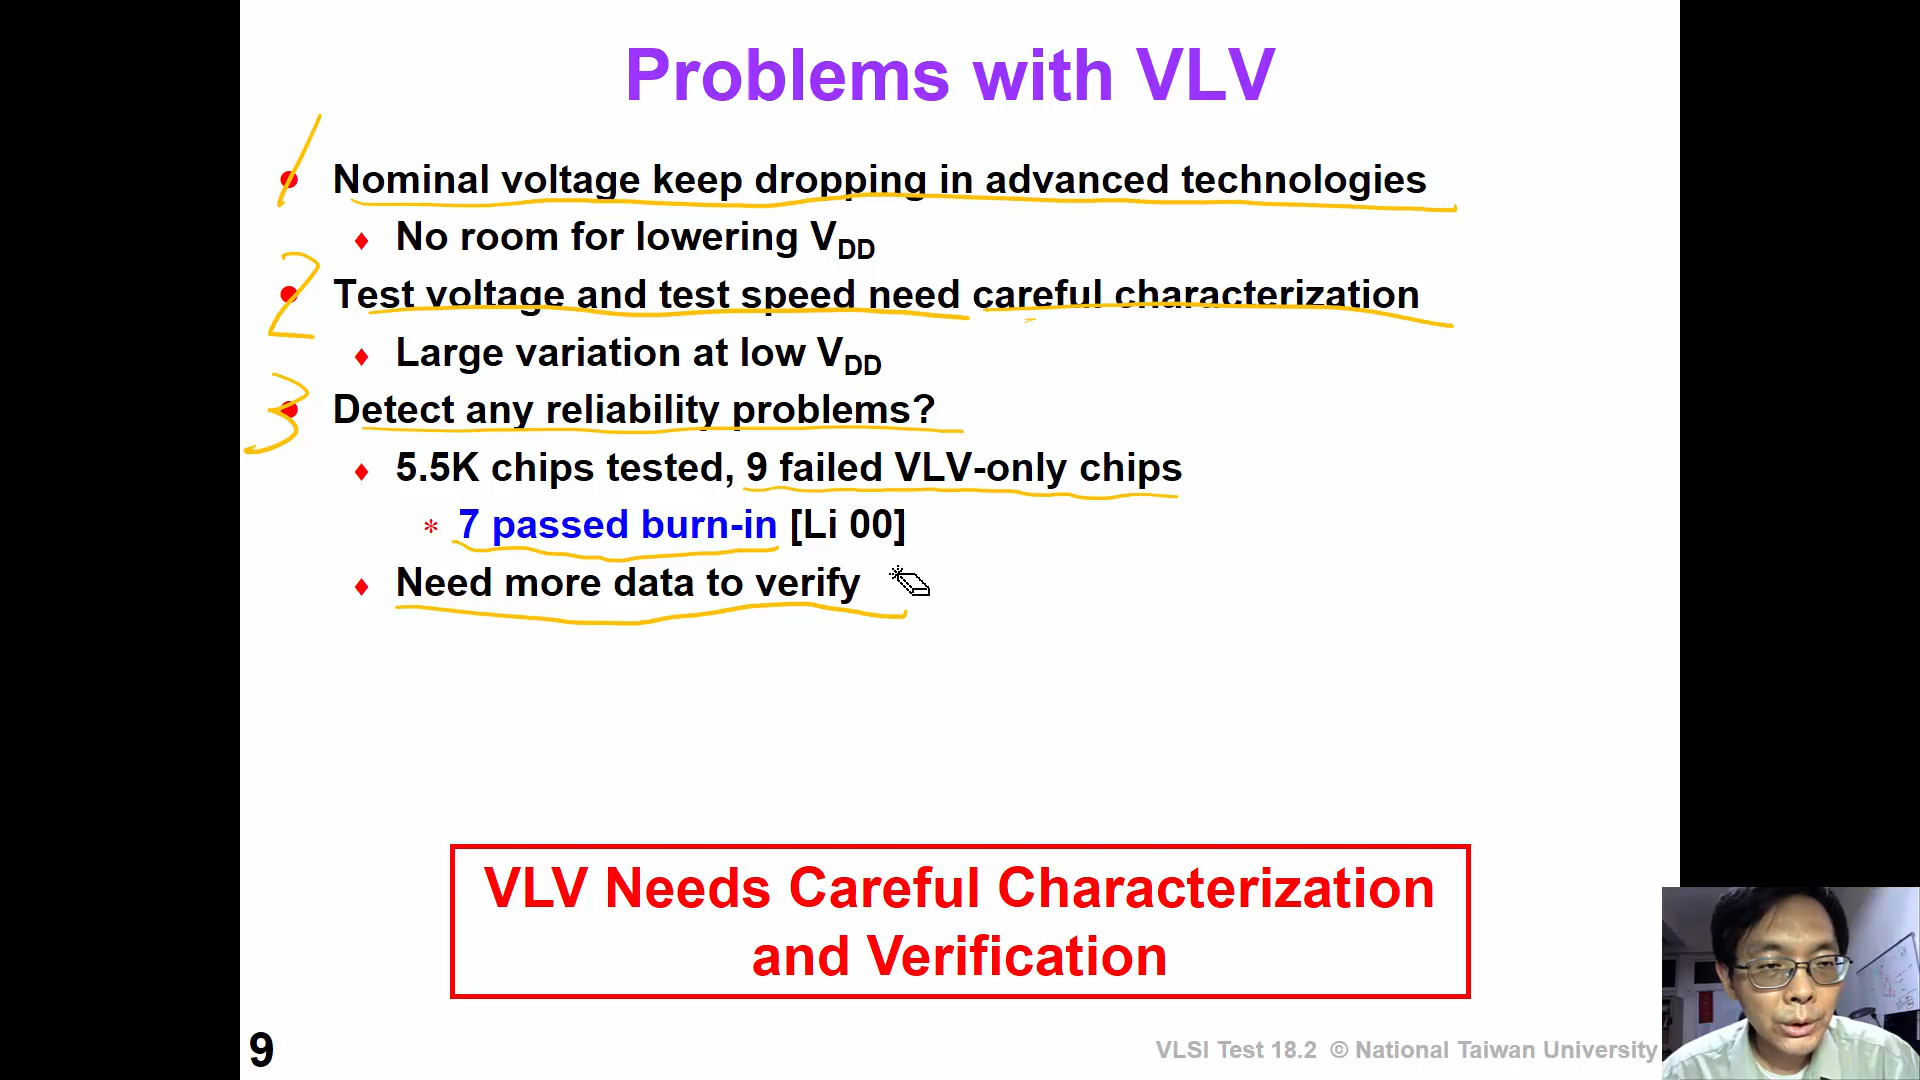 Problems with VLV
1
Nominal voltage keep dropping in advanced technologies
No room for lowering VDD
2
Test voltage and test speed need careful characterization
Large variation at low VDD
3
Detect any reliability problems?
5.5K chips tested, 9 failed VLV-only chips
* 7 passed burn-in [Li 00]
Need more data to verify
VLV Needs Careful Characterization
and Verification
9
VLSI Test 18.2 © National Taiwan University